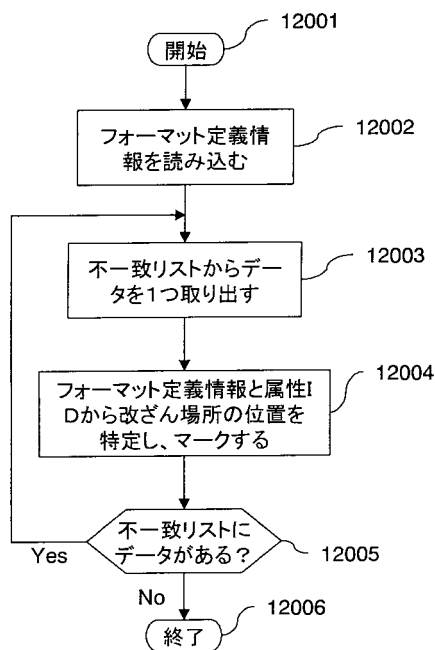 12001
開始
12002
フォーマット定義情
報を読み込む
12003
不一致リストからデー
タを1つ取り出す
12004
フォーマット定義情報と属性I
Dから改ざん場所の位置を
特定し、マークする
不一致リストに
データがある？
12005
Yes
No
12006
終了